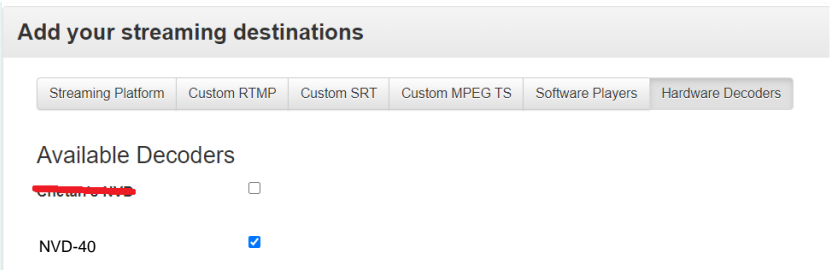 Add your streaming destinations
Streaming Platform Custom RTMP Custom SRT Custom MPEG TS Software Players Hardware Decoders
Available Decoders
NVD-40